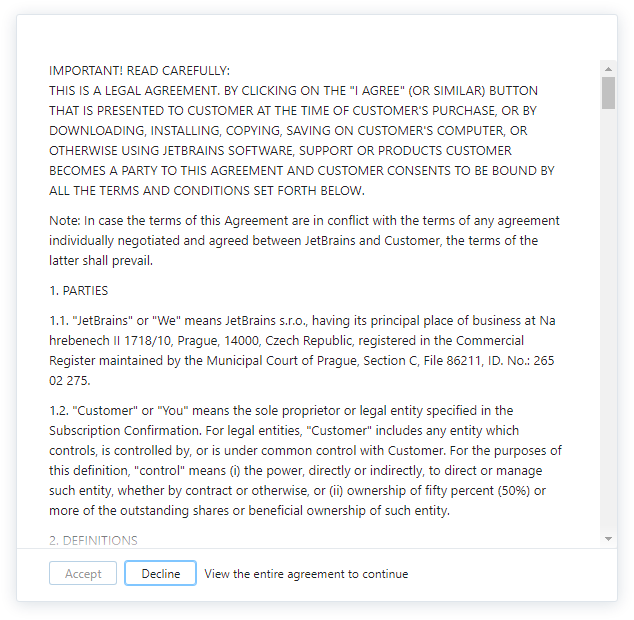 IMPORTANT! READ CAREFULLY:
THIS IS A LEGAL AGREEMENT. BY CLICKING ON THE "I AGREE" (OR SIMILAR) BUTTON
THAT IS PRESENTED TO CUSTOMER AT THE TIME OF CUSTOMER'S PURCHASE, OR BY
DOWNLOADING, INSTALLING, COPYING, SAVING ON CUSTOMER'S COMPUTER, OR
OTHERWISE USING JETBRAINS SOFTWARE, SUPPORT OR PRODUCTS CUSTOMER
BECOMES A PARTY TO THIS AGREEMENT AND CUSTOMER CONSENTS TO BE BOUND BY
ALL THE TERMS AND CONDITIONS SET FORTH BELOW.
Note: In case the terms of this Agreement are in conflict with the terms of any agreement
individually negotiated and agreed between JetBrains and Customer, the terms of the
latter shall prevail.
1. PARTIES
1.1. "JetBrains" or "We" means JetBrains s.r.o., having its principal place of business at Na
hrebenech II 1718/10, Prague, 14000, Czech Republic, registered in the Commercial
Register maintained by the Municipal Court of Prague, Section C, File 86211, ID. No.: 265
02 275.
1.2. "Customer" or "You" means the sole proprietor or legal entity specified in the
Subscription Confirmation. For legal entities, "Customer" includes any entity which
controls, is controlled by, or is under common control with Customer. For the purposes of
this definition, "control" means (i) the power, directly or indirectly, to direct or manage
such entity, whether by contract or otherwise, or (ii) ownership of fifty percent (50%) or
more of the outstanding shares or beneficial ownership of such entity.
2. DEFINITIONS
Accept Decline View the entire agreement to continue